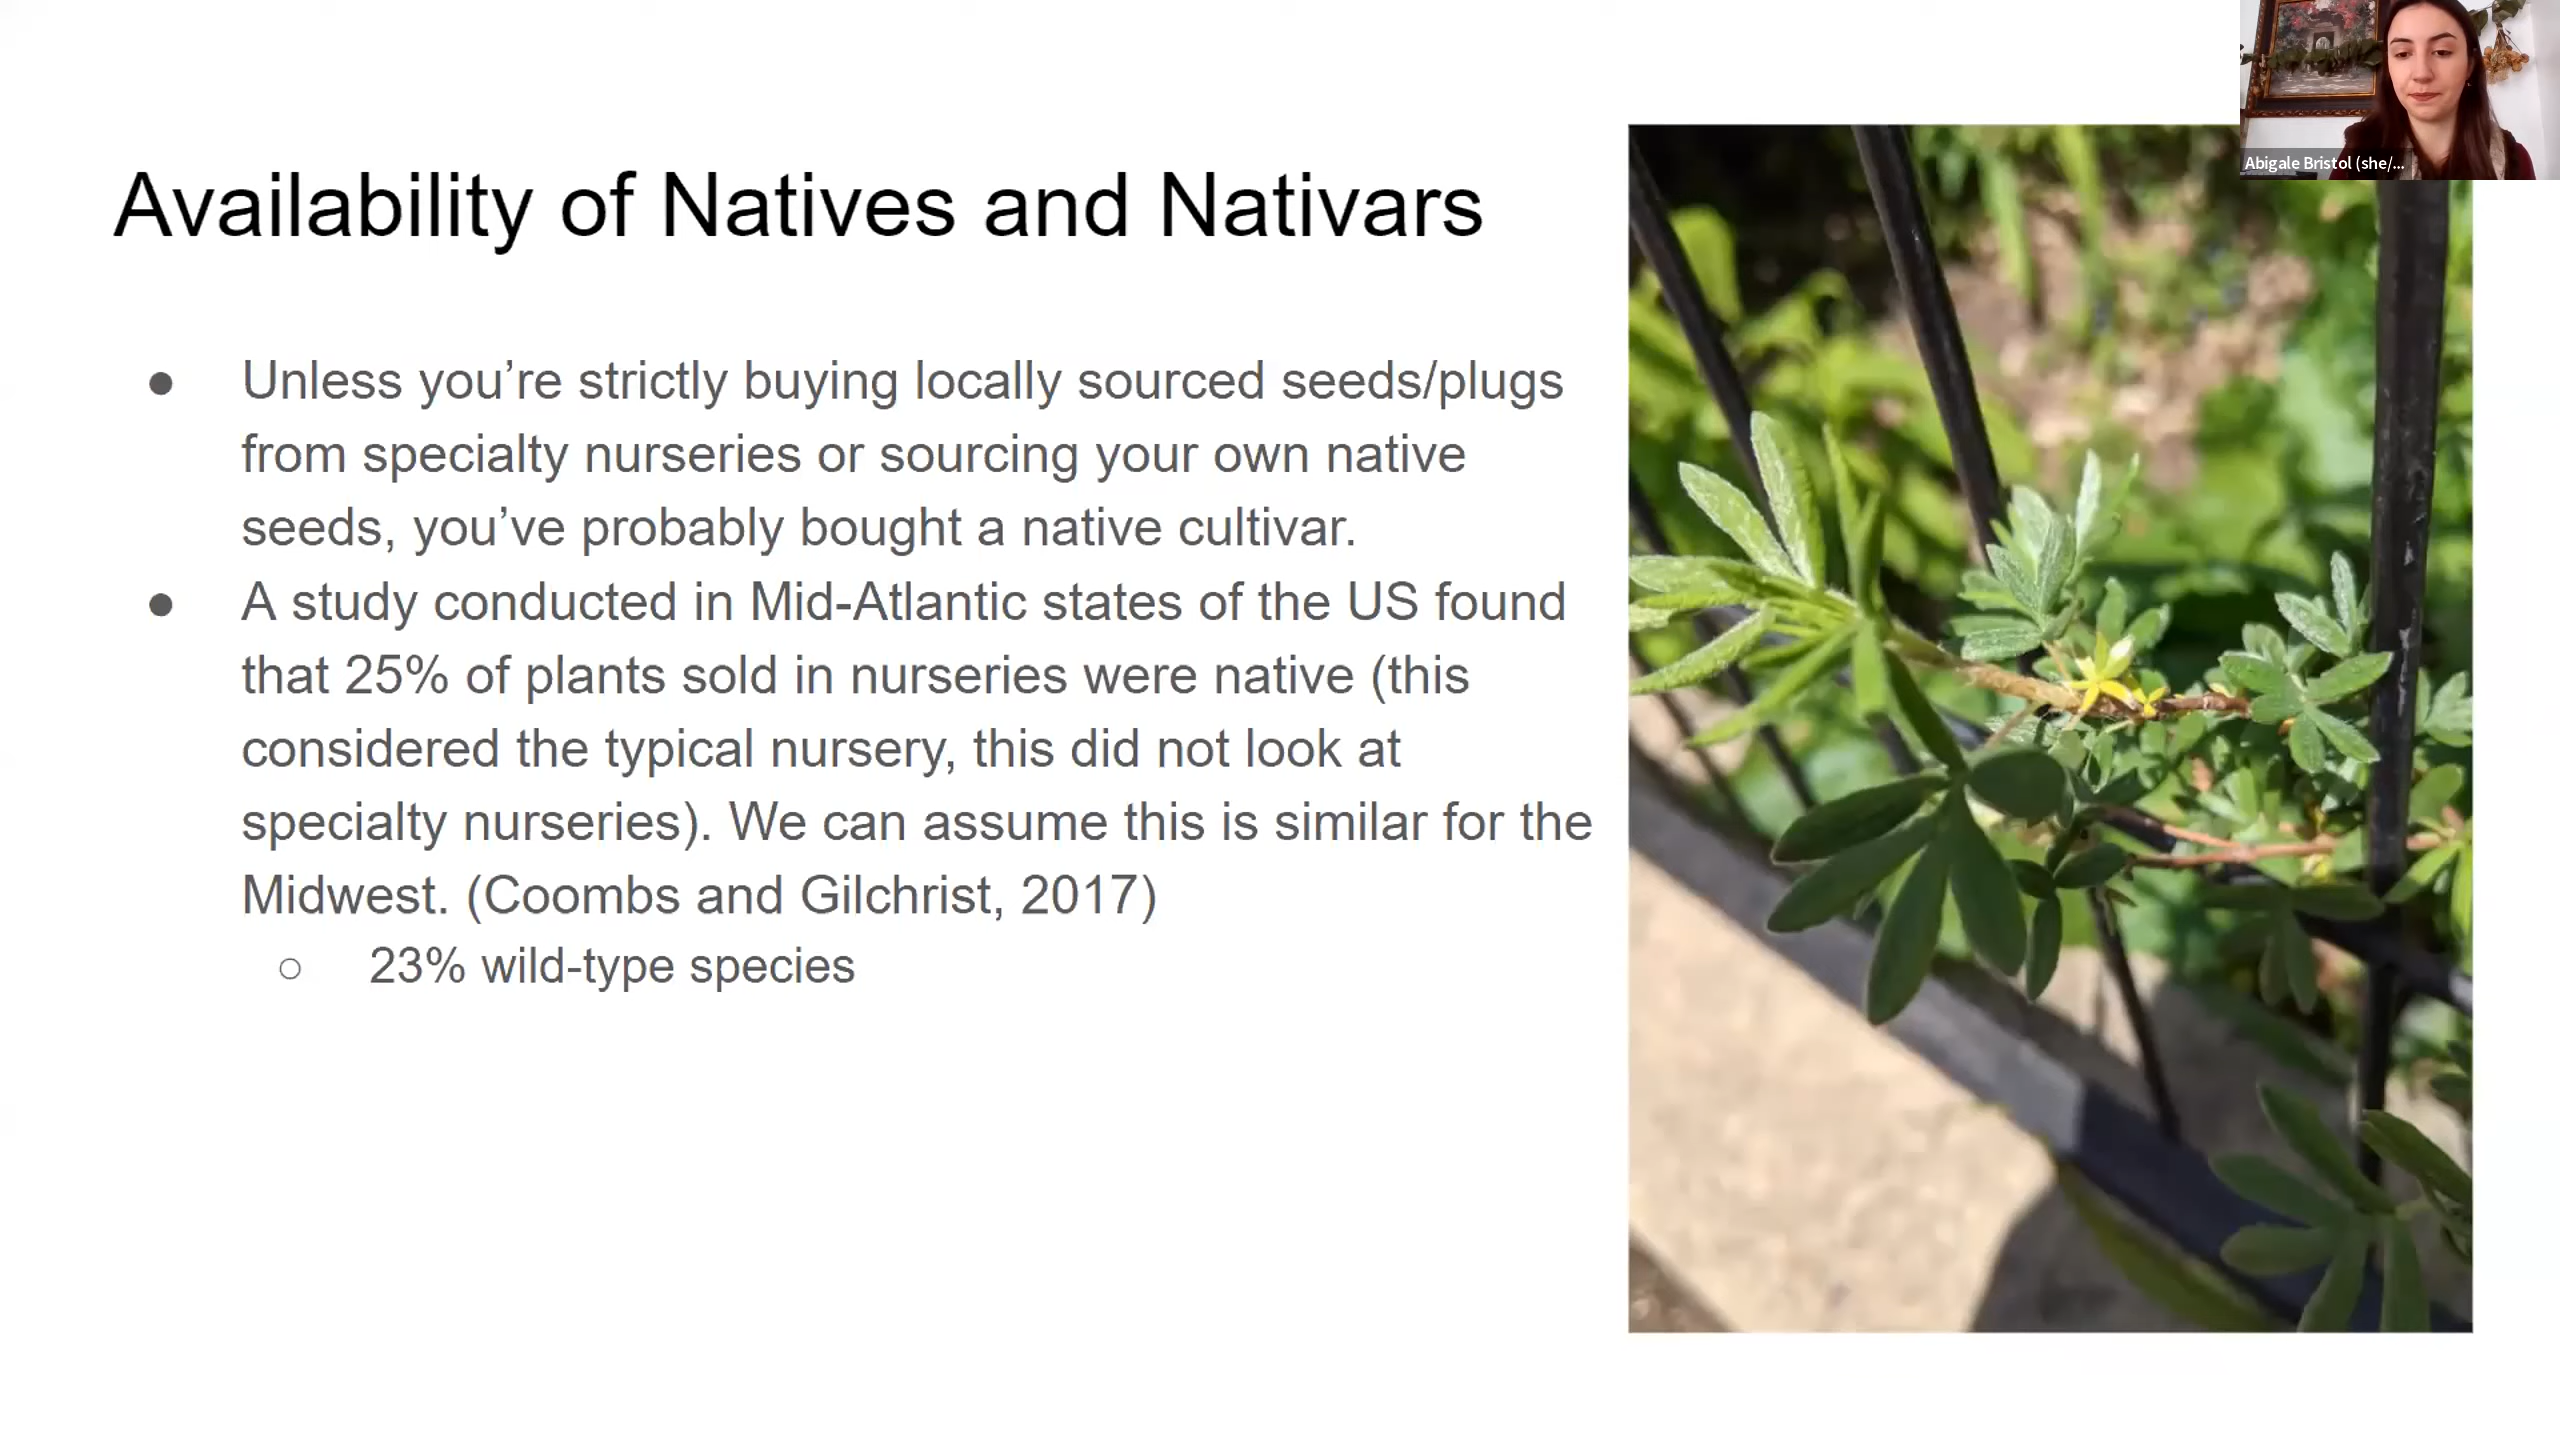 Abigale Bristol (she/...
Availability of Natives and Nativars
● Unless you’re strictly buying locally sourced seeds/plugs
from specialty nurseries or sourcing your own native
seeds, you’ve probably bought a native cultivar.
● A study conducted in Mid-Atlantic states of the US found
that 25% of plants sold in nurseries were native (this
considered the typical nursery, this did not look at
specialty nurseries). We can assume this is similar for the
Midwest. (Coombs and Gilchrist, 2017)
○ 23% wild-type species